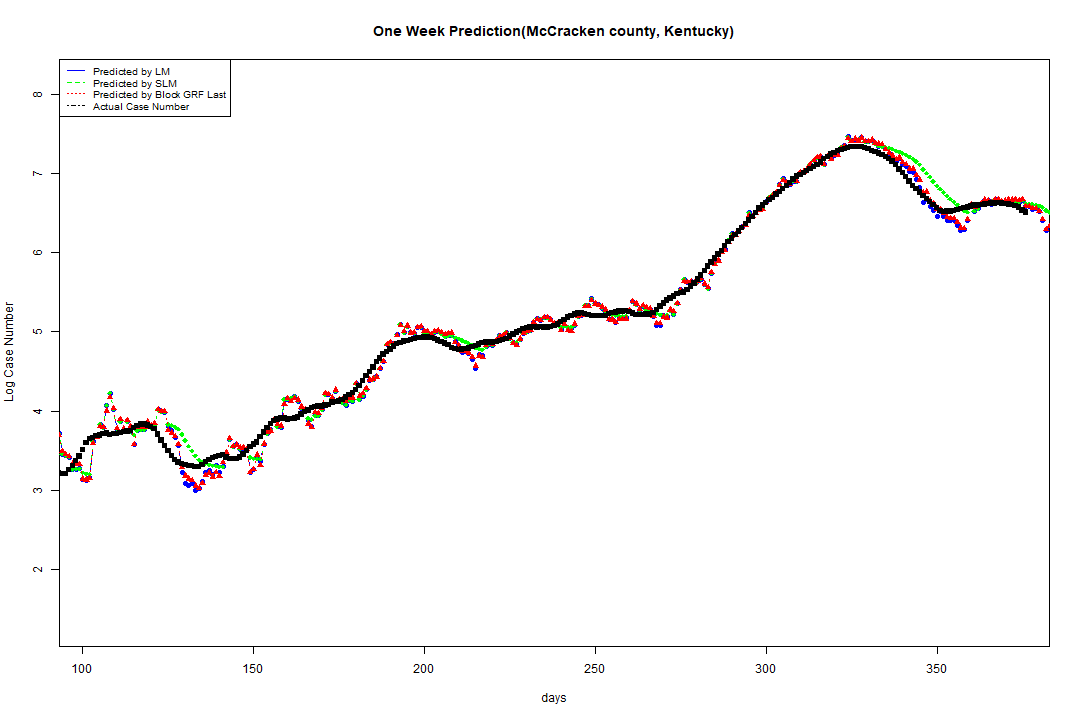 One Week Prediction(McCracken county, Kentucky)
Predicted by LM
Predicted by SLM
Predicted by Block GRF Last
Actual Case Number
8
7
6
5
4
3
2
Log Case Number
100 150 200 250 300 350
days